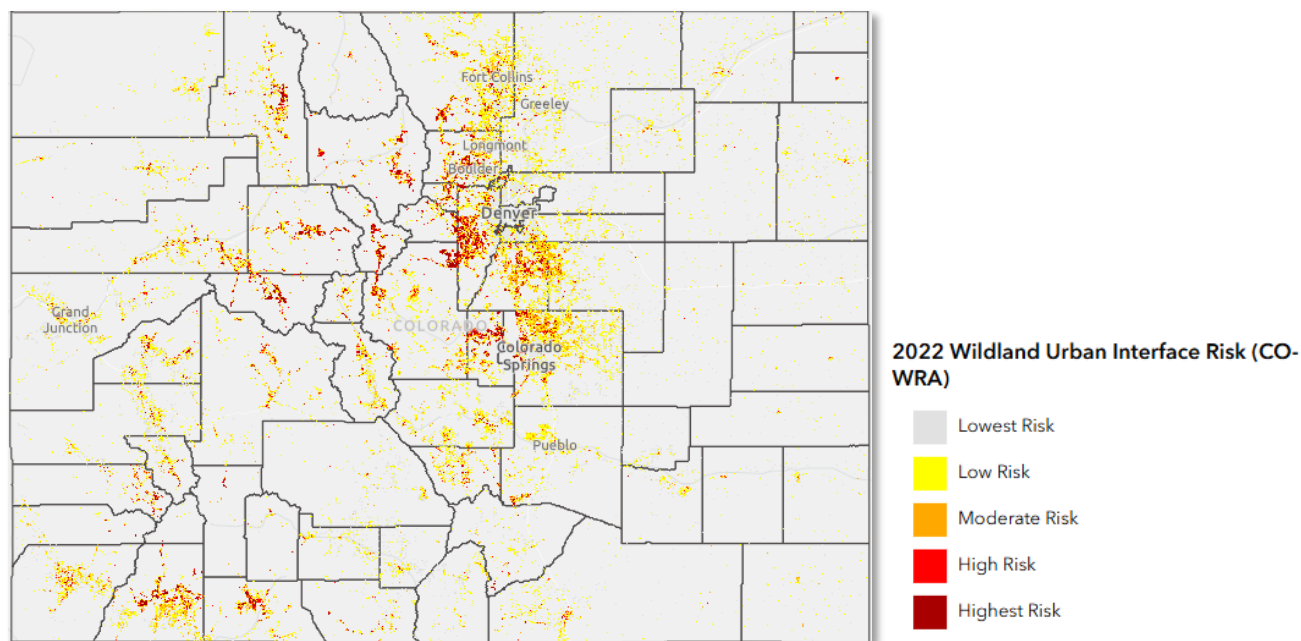 Fort Collins
Greeley
Longmont
Boulder
Denver
Grand
Junction
COLORADO
Colorado
Springs
Pueblo
2022 Wildland Urban Interface Risk (CO-
WRA)
Lowest Risk
Low Risk
Moderate Risk
High Risk
Highest Risk